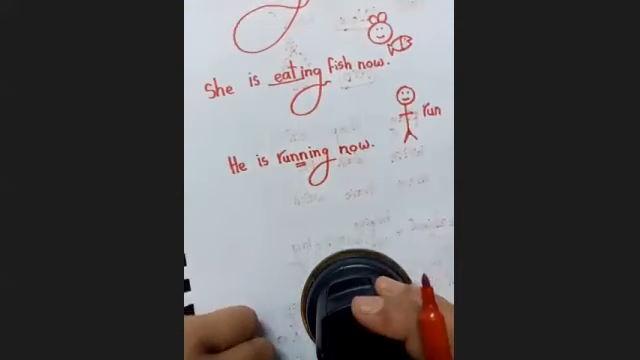 She is eating fish now.
run
He is running now.